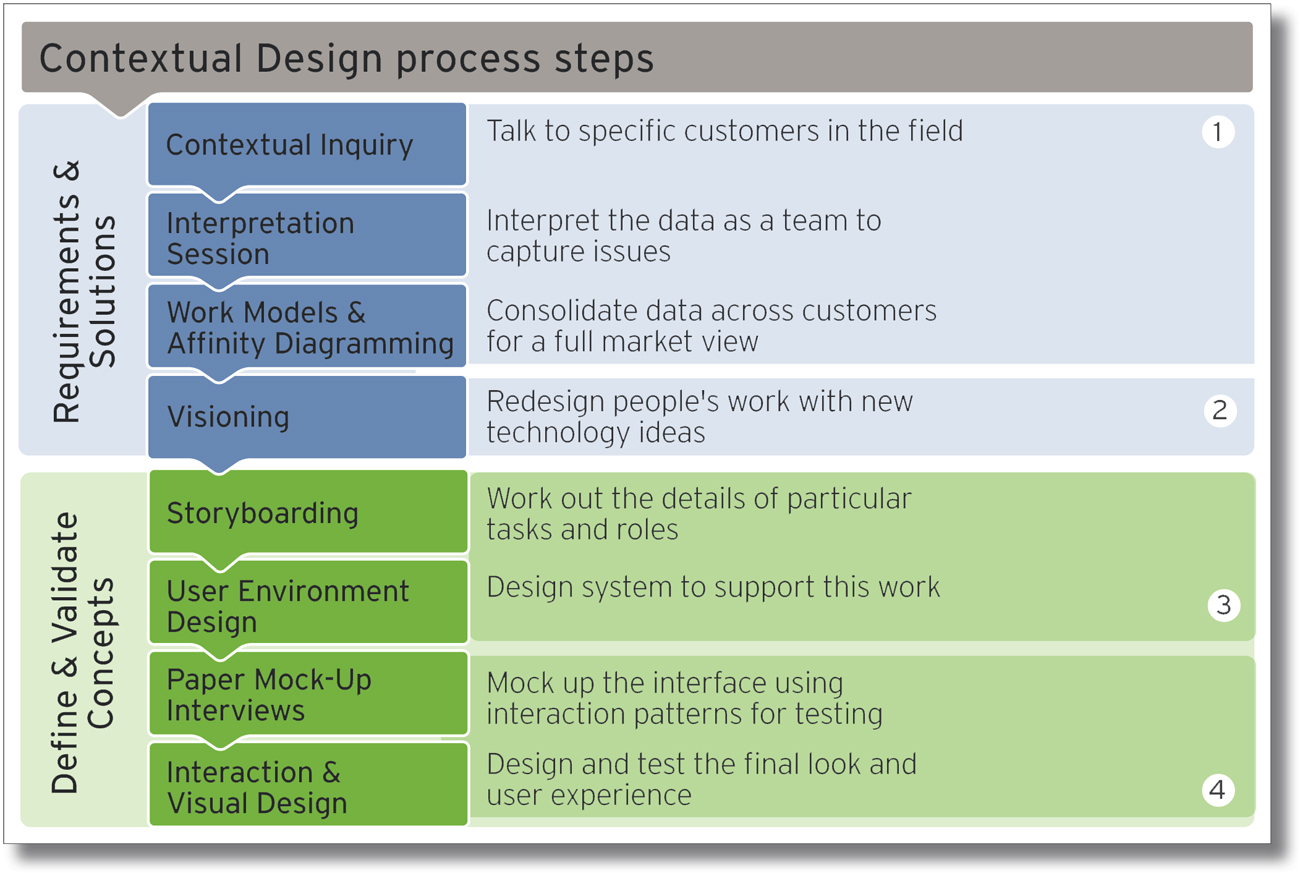 Contextual Design process steps
Requirements &
Solutions
Contextual Inquiry
Talk to specific customers in the field
1
Interpretation
Session
Interpret the data as a team to
capture issues
Work Models &
Affinity Diagramming
Consolidate data across customers
for a full market view
Visioning
Redesign people's work with new
technology ideas
2
Define & Validate
Concepts
Storyboarding
Work out the details of particular
tasks and roles
User Environment
Design
Design system to support this work
3
Paper Mock-Up
Interviews
Mock up the interface using
interaction patterns for testing
Interaction &
Visual Design
Design and test the final look and
user experience
4